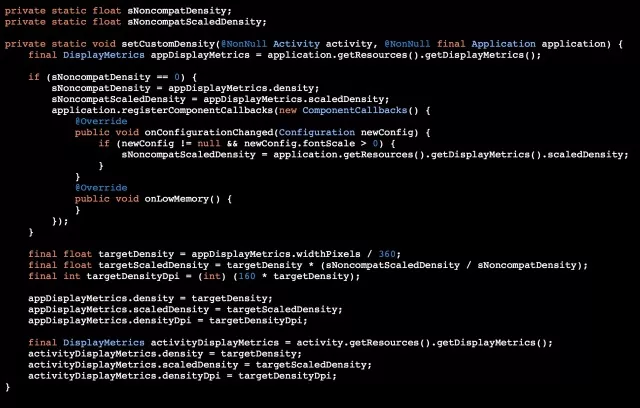 private static float sNoncompatDensity;
private static float sNoncompatScaledDensity;
private static void setCustomDensity(@NonNull Activity activity, @NonNull final Application application) {
final DisplayMetrics appDisplayMetrics = application.getResources().getDisplayMetrics();
if (sNoncompatDensity == 0) {
sNoncompatDensity = appDisplayMetrics.density;
sNoncompatScaledDensity = appDisplayMetrics.scaledDensity;
application.registerComponentCallbacks(new ComponentCallbacks() {
@Override
public void onConfigurationChanged(Configuration newConfig) {
if (newConfig != null && newConfig.fontScale > 0) {
sNoncompatScaledDensity = application.getResources().getDisplayMetrics().scaledDensity;
}
}
@Override
public void onLowMemory() {
}
});
}
final float targetDensity = appDisplayMetrics.widthPixels / 360;
final float targetScaledDensity = targetDensity * (sNoncompatScaledDensity / sNoncompatDensity);
final int targetDensityDpi = (int) (160 * targetDensity);
appDisplayMetrics.density = targetDensity;
appDisplayMetrics.scaledDensity = targetScaledDensity;
appDisplayMetrics.densityDpi = targetDensityDpi;
final DisplayMetrics activityDisplayMetrics = activity.getResources().getDisplayMetrics();
activityDisplayMetrics.density = targetDensity;
activityDisplayMetrics.scaledDensity = targetScaledDensity;
activityDisplayMetrics.densityDpi = targetDensityDpi;
}